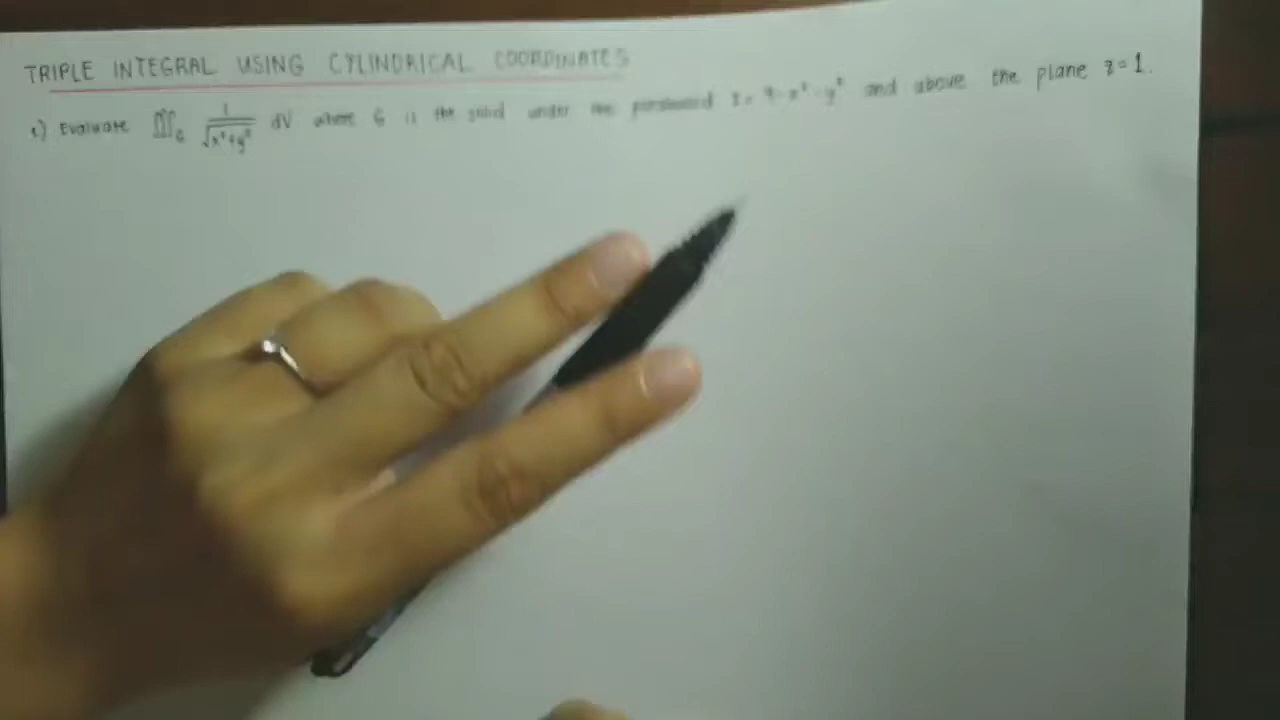 TRIPLE INTEGRAL USING CYLINDRICAL COORDINATES
1) Evaluate ∭_G 1/√(x²+y²) dV where G is the solid under the paraboloid z = - x² - y² and above the plane z=1.